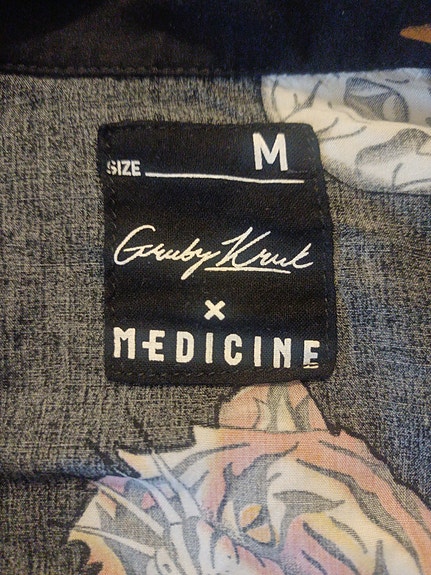 SIZE M
Gruby Kruk
×
MEDICINE